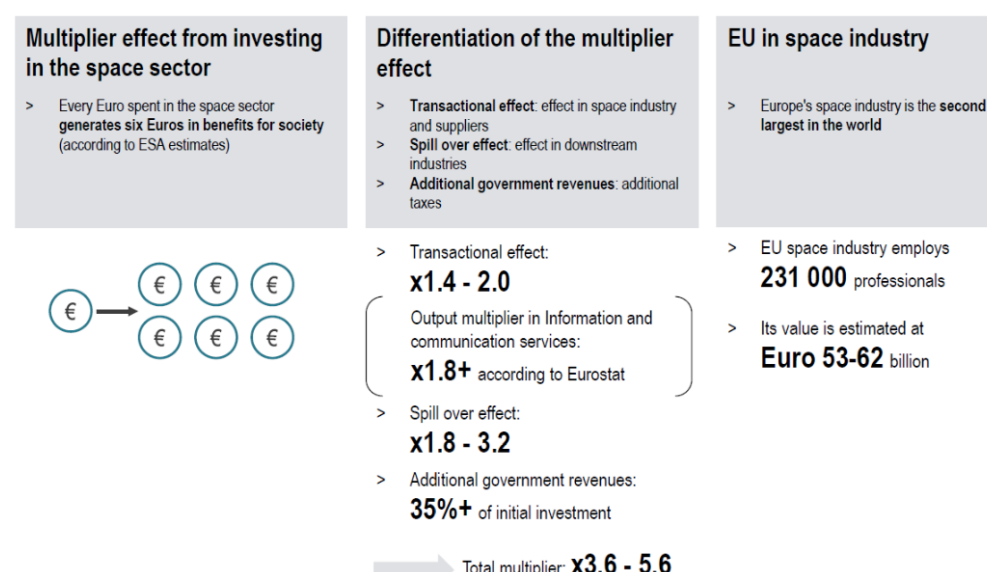 Multiplier effect from investing
in the space sector
> Every Euro spent in the space sector
generates six Euros in benefits for society
(according to ESA estimates)
€ € € €
€ € €
Differentiation of the multiplier
effect
> Transactional effect: effect in space industry
and suppliers
> Spill over effect: effect in downstream
industries
> Additional government revenues: additional
taxes
> Transactional effect:
x1.4 - 2.0
Output multiplier in Information and
communication services:
x1.8+ according to Eurostat
> Spill over effect:
x1.8 - 3.2
> Additional government revenues:
35%+ of initial investment
Total multiplier: x3.6 - 5.6
EU in space industry
> Europe's space industry is the second
largest in the world
> EU space industry employs
231 000 professionals
> Its value is estimated at
Euro 53-62 billion